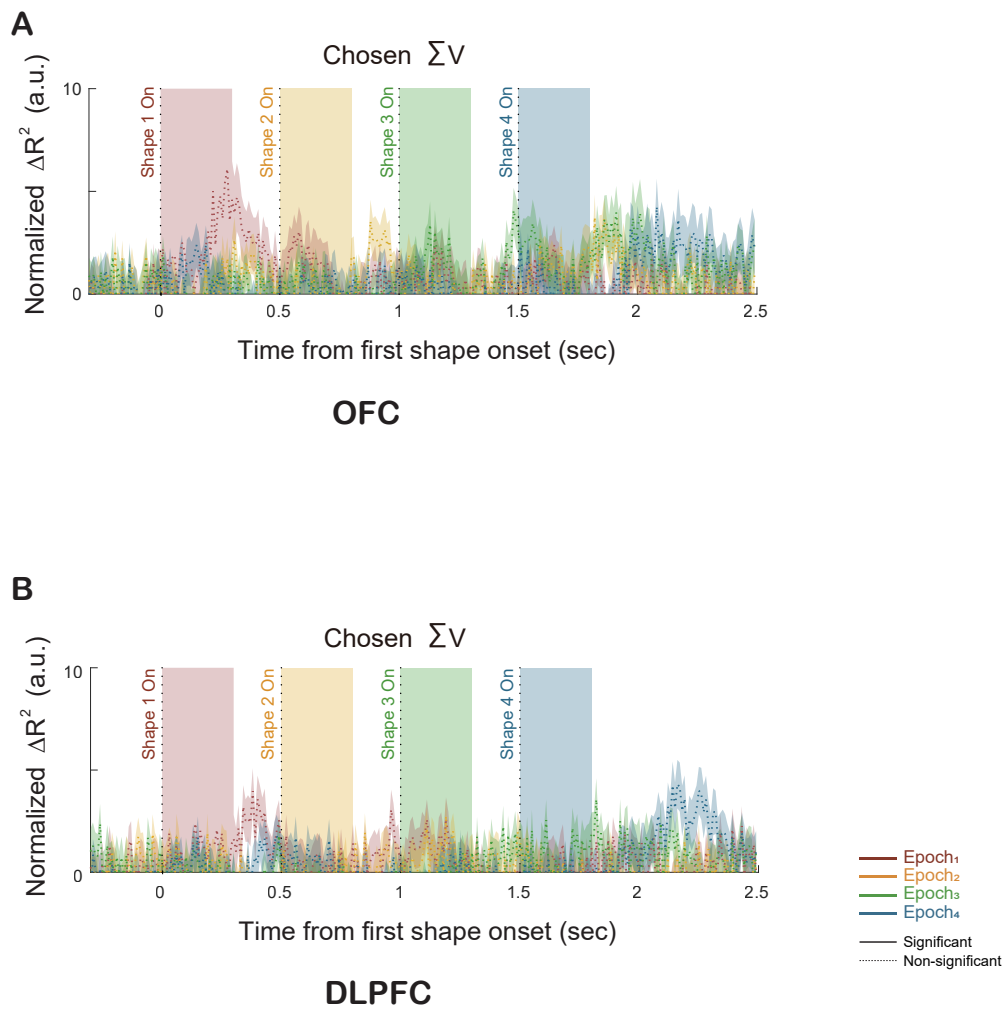 A
Chosen ΣV
Normalized ΔR² (a.u.)
10
0
Shape 1 On
Shape 2 On
Shape 3 On
Shape 4 On
0
0.5
1
1.5
2
2.5
Time from first shape onset (sec)
OFC
B
Chosen ΣV
Normalized ΔR² (a.u.)
10
0
Shape 1 On
Shape 2 On
Shape 3 On
Shape 4 On
0
0.5
1
1.5
2
2.5
Time from first shape onset (sec)
DLPFC
Epoch₁
Epoch₂
Epoch₃
Epoch₄
Significant
Non-significant